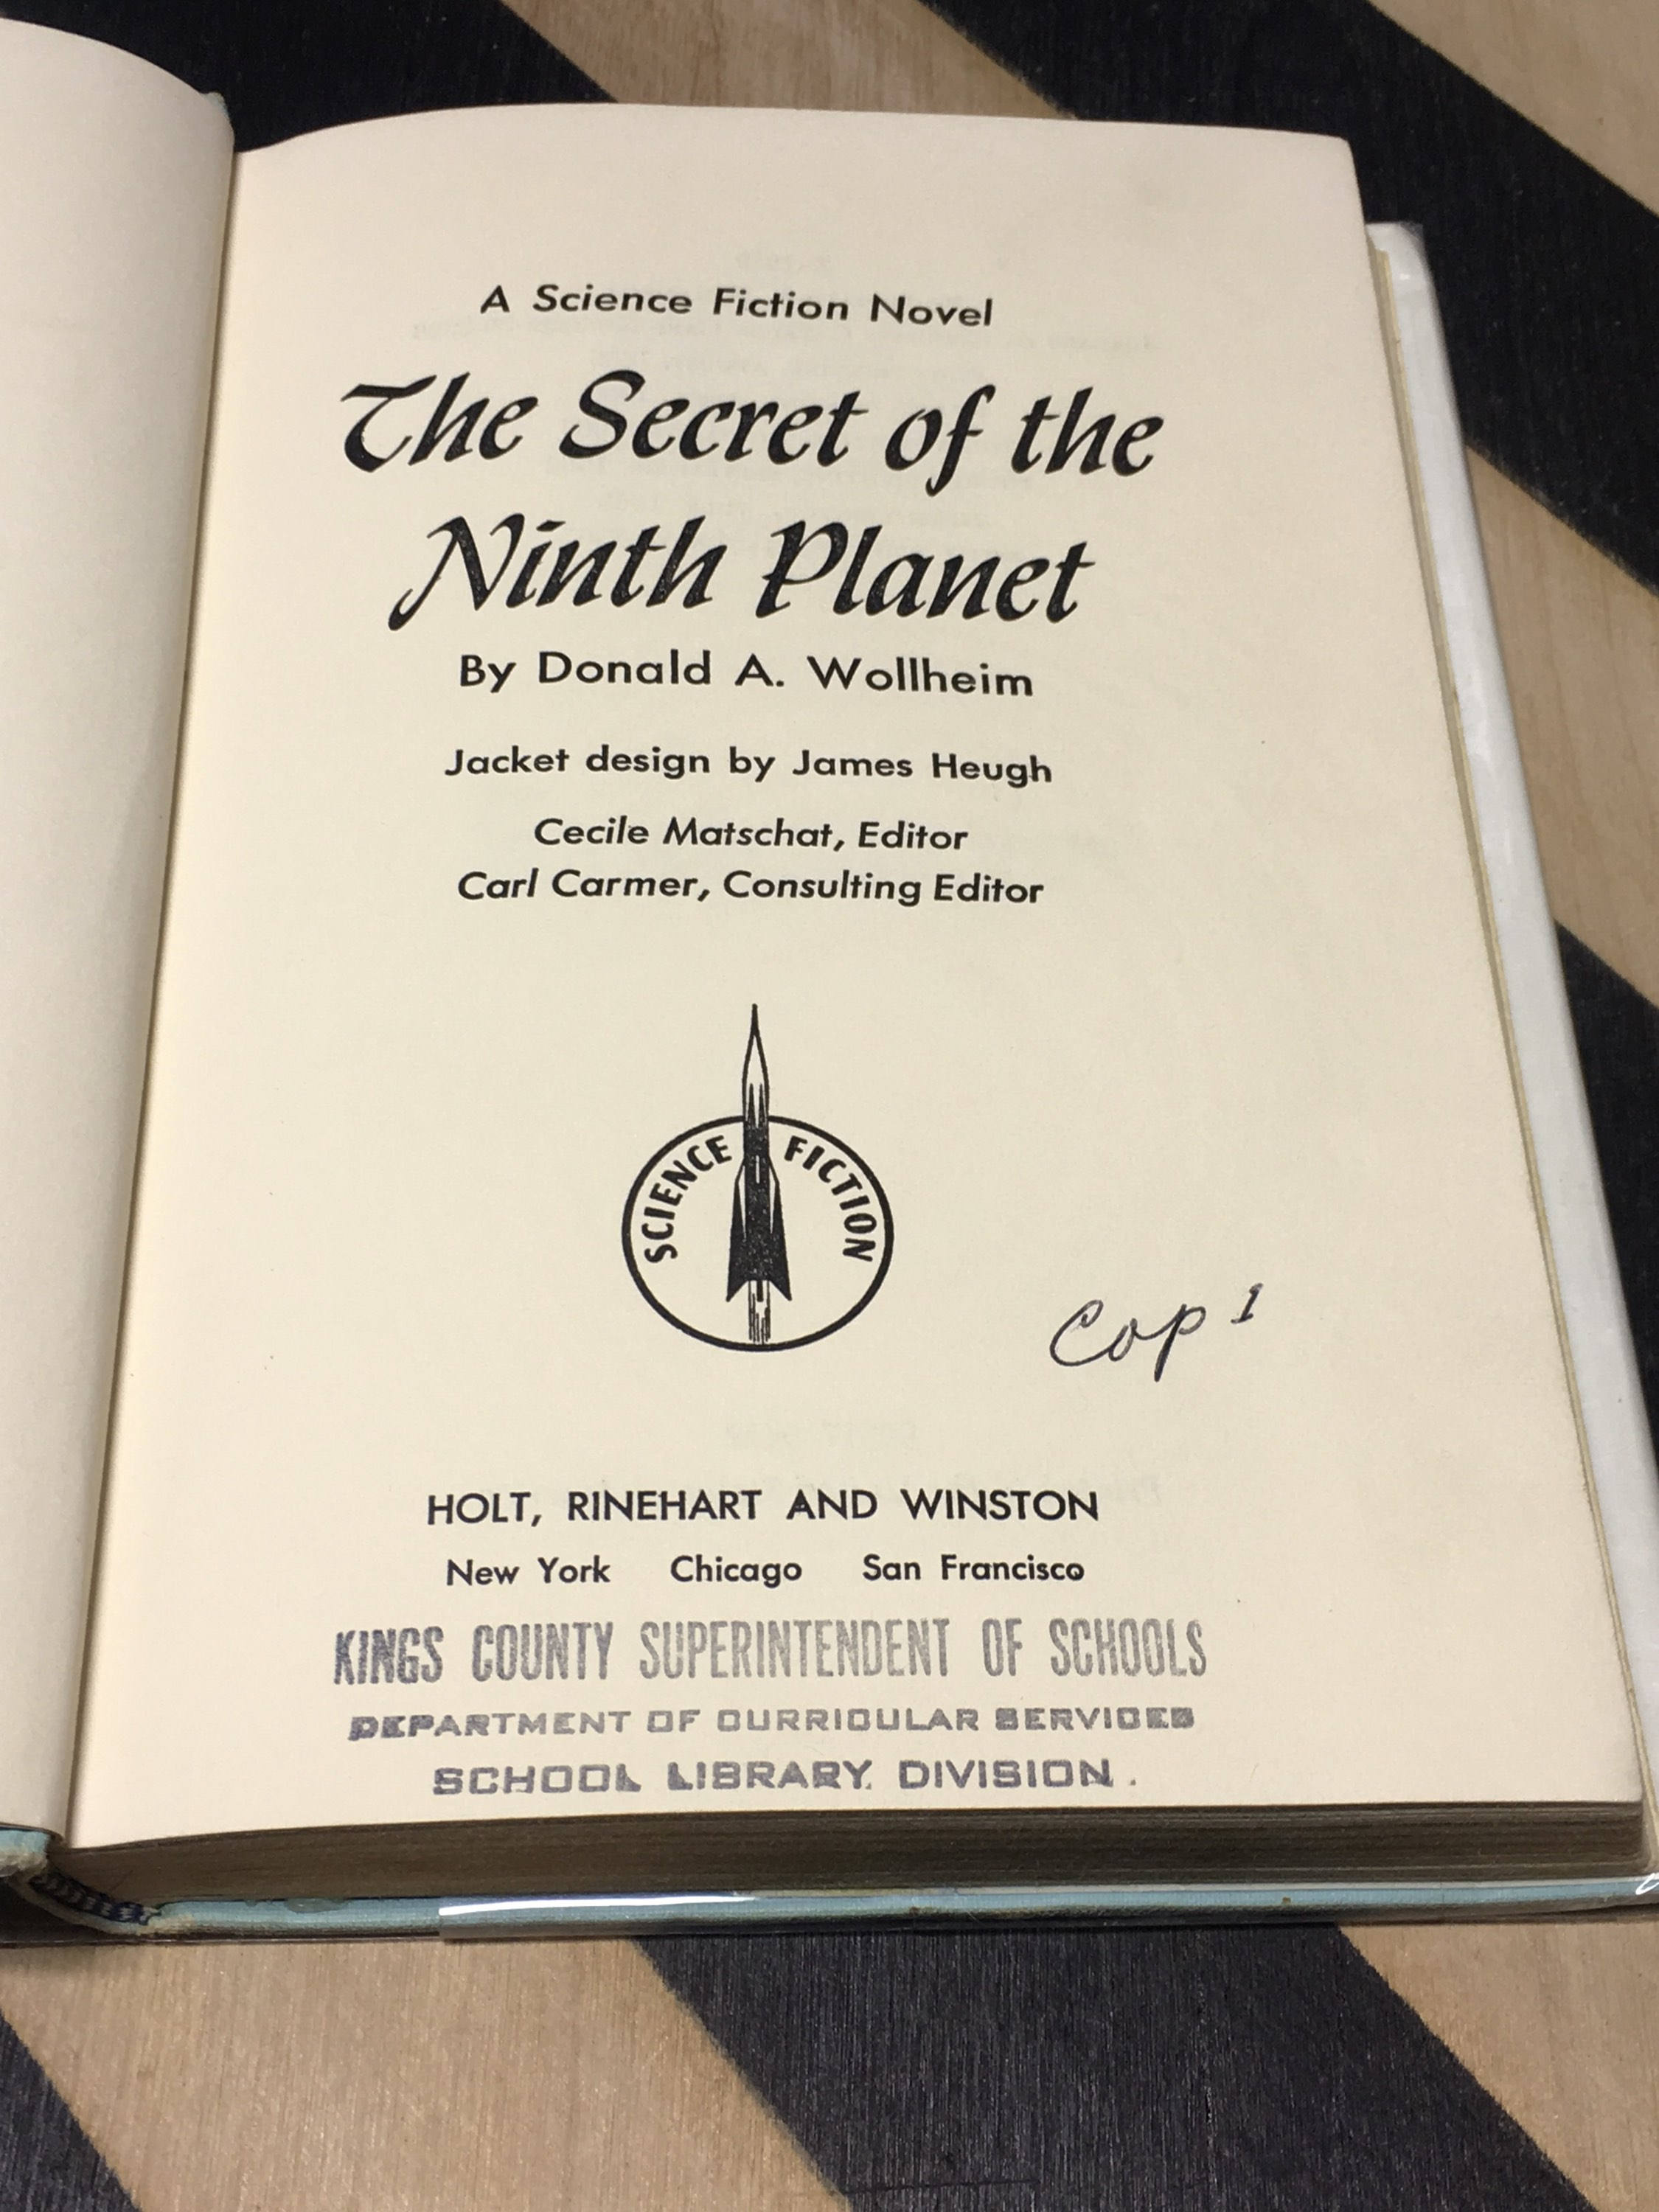 A Science Fiction Novel
The Secret of the
Ninth Planet
By Donald A. Wollheim
Jacket design by James Heugh
Cecile Matschat, Editor
Carl Carmer, Consulting Editor
SCIENCE FICTION
Cop 1
HOLT, RINEHART AND WINSTON
New York Chicago San Francisco
KINGS COUNTY SUPERINTENDENT OF SCHOOLS
DEPARTMENT OF CURRICULAR SERVICES
SCHOOL LIBRARY DIVISION.